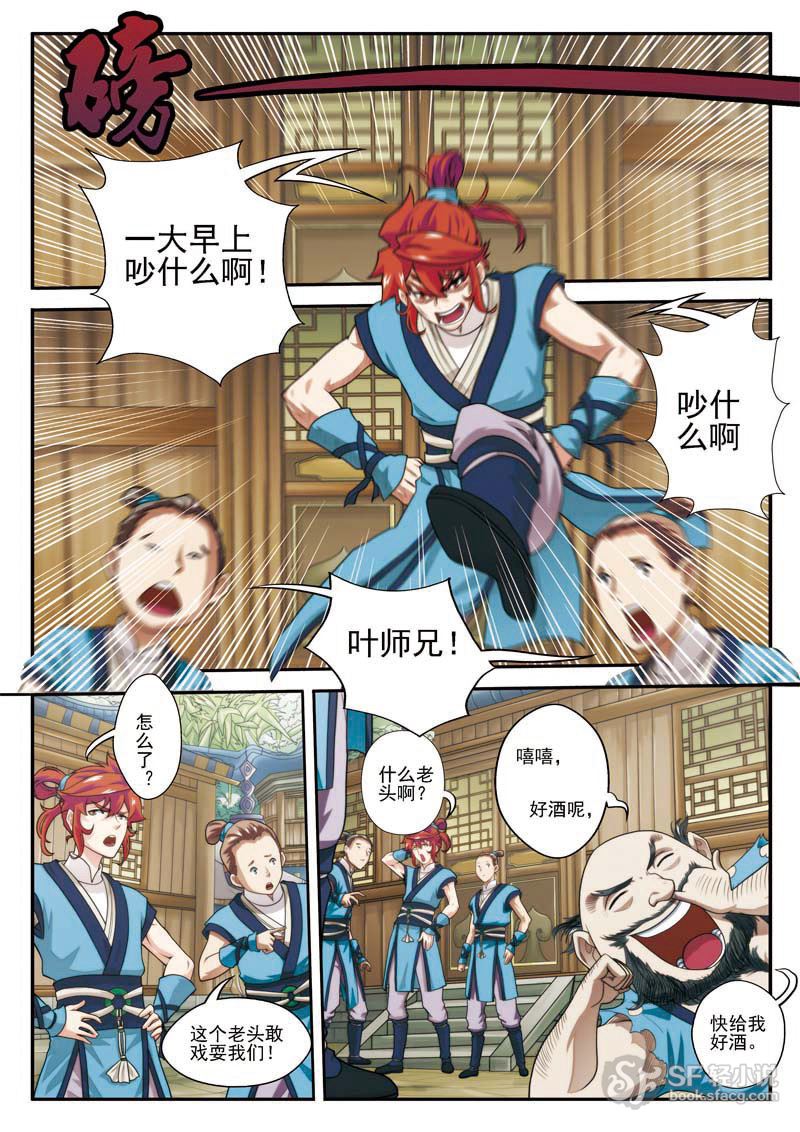 磅
一大早上
吵什么啊！
吵什
么啊
叶师兄！
怎
么
了
？
这个老头敢
戏耍我们！
什么老
头啊？
嘻嘻，
好酒呢，
快给我
好酒。
SF轻小说
book.sfacg.com